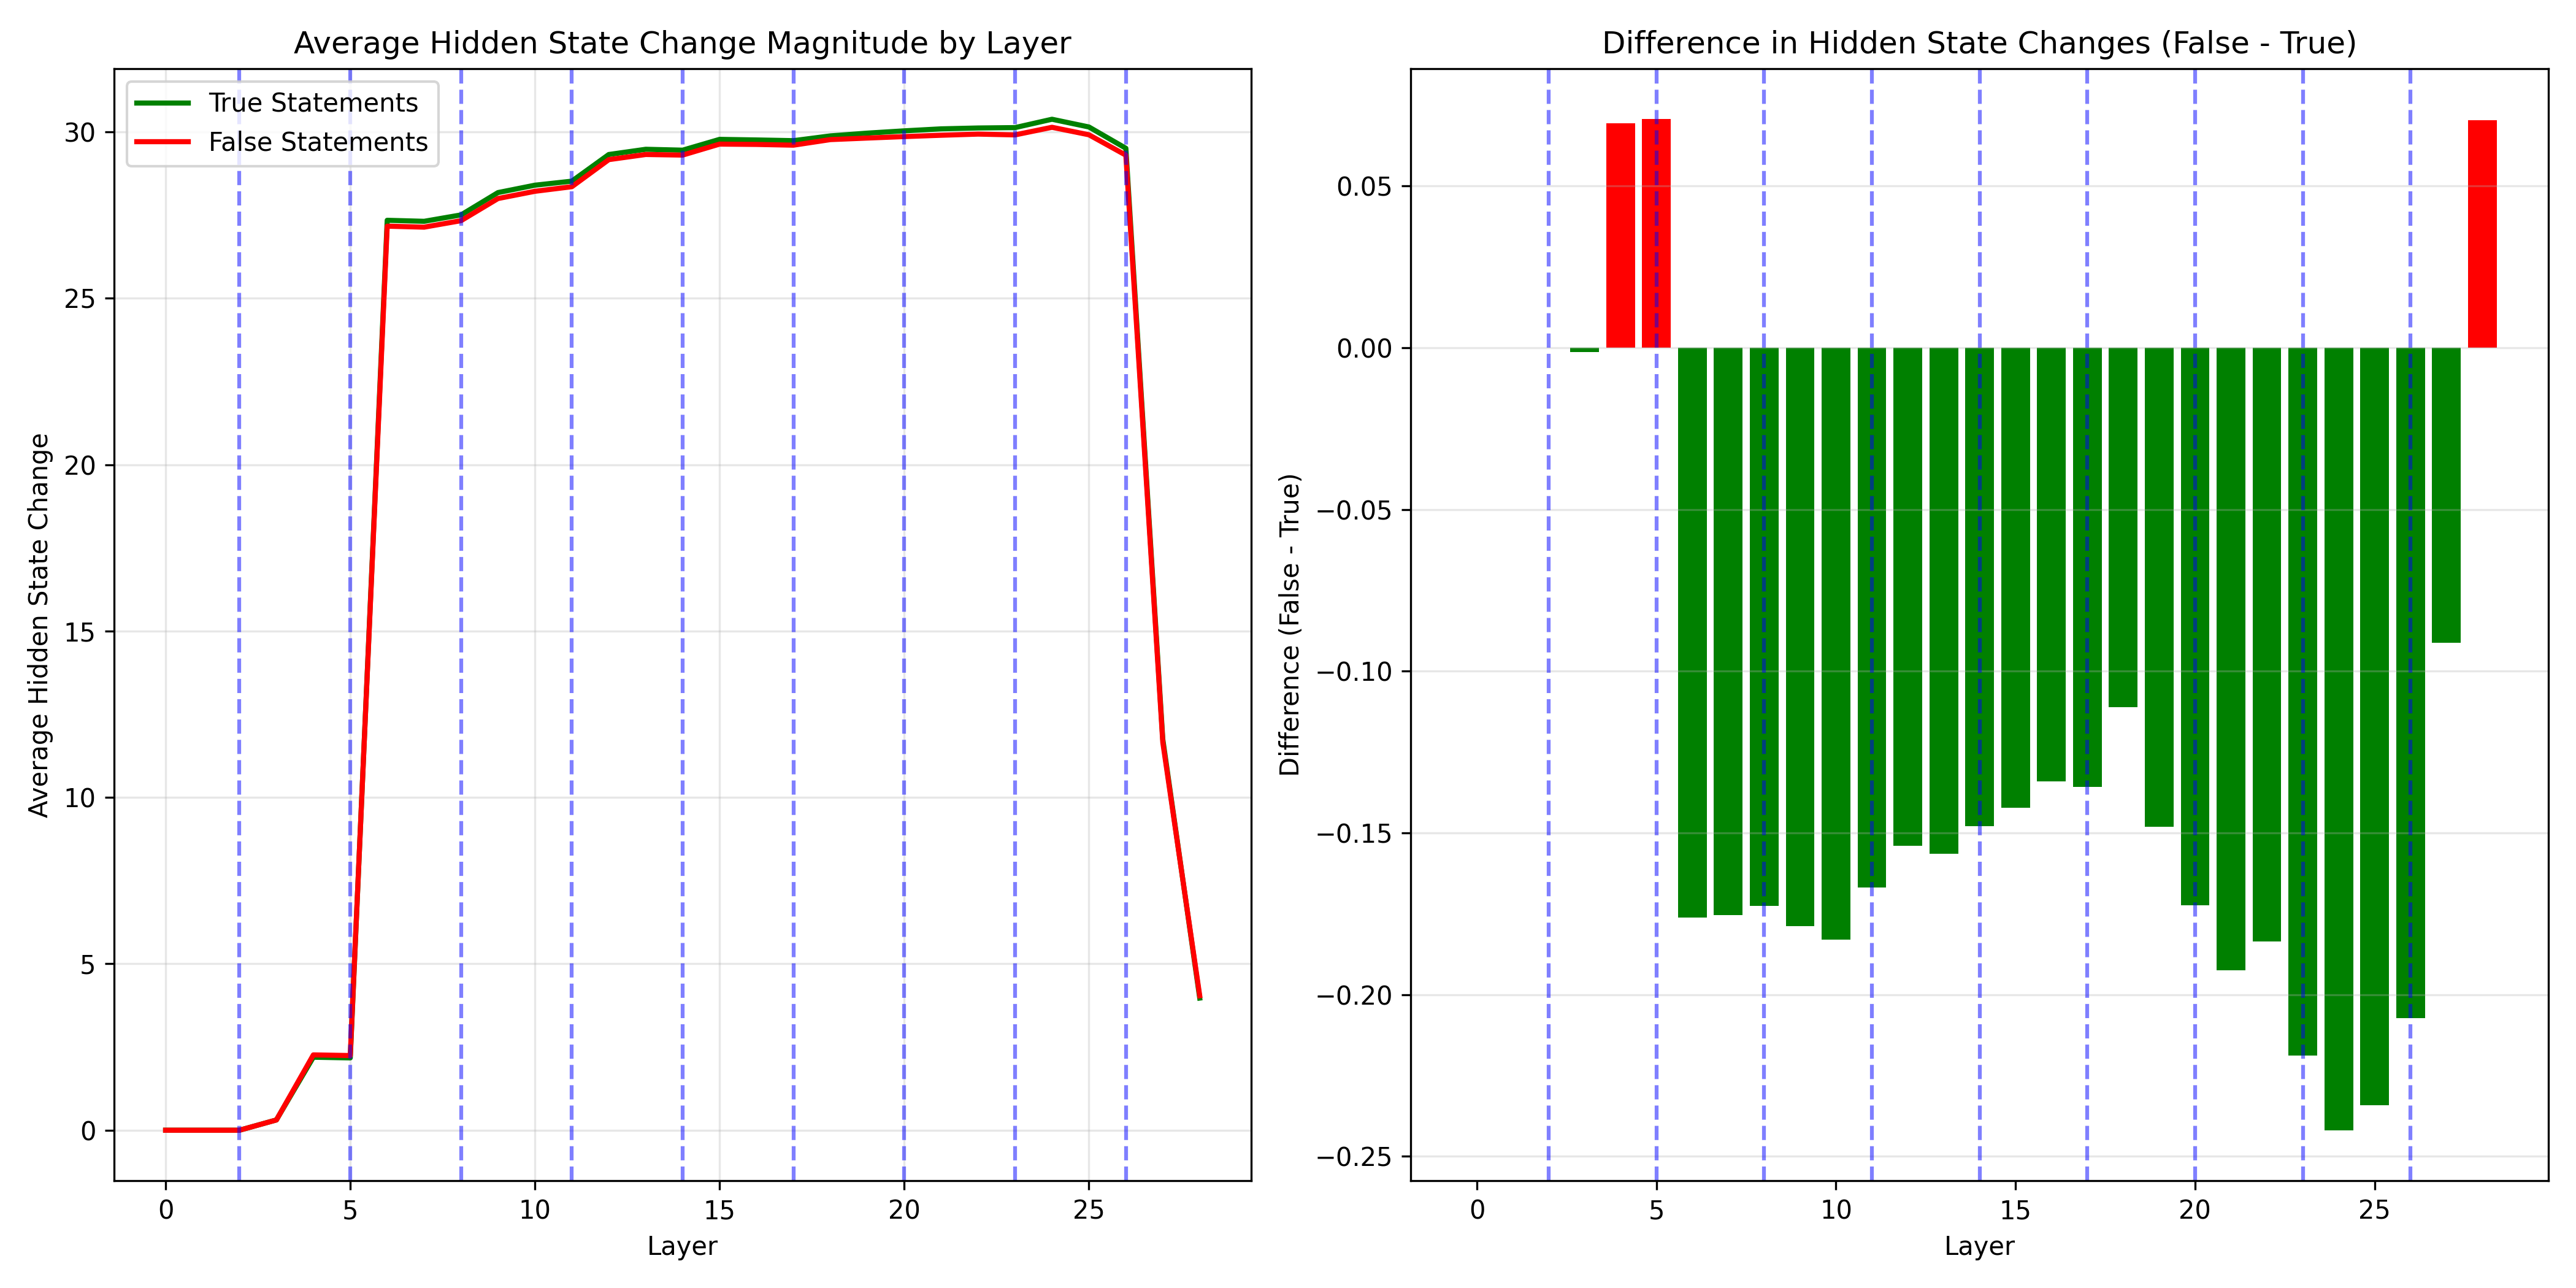 Average Hidden State Change Magnitude by Layer
True Statements
False Statements
Average Hidden State Change
30
25
20
15
10
5
0
0 5 10 15 20 25
Layer
Difference in Hidden State Changes (False - True)
Difference (False - True)
0.05
0.00
−0.05
−0.10
−0.15
−0.20
−0.25
0 5 10 15 20 25
Layer